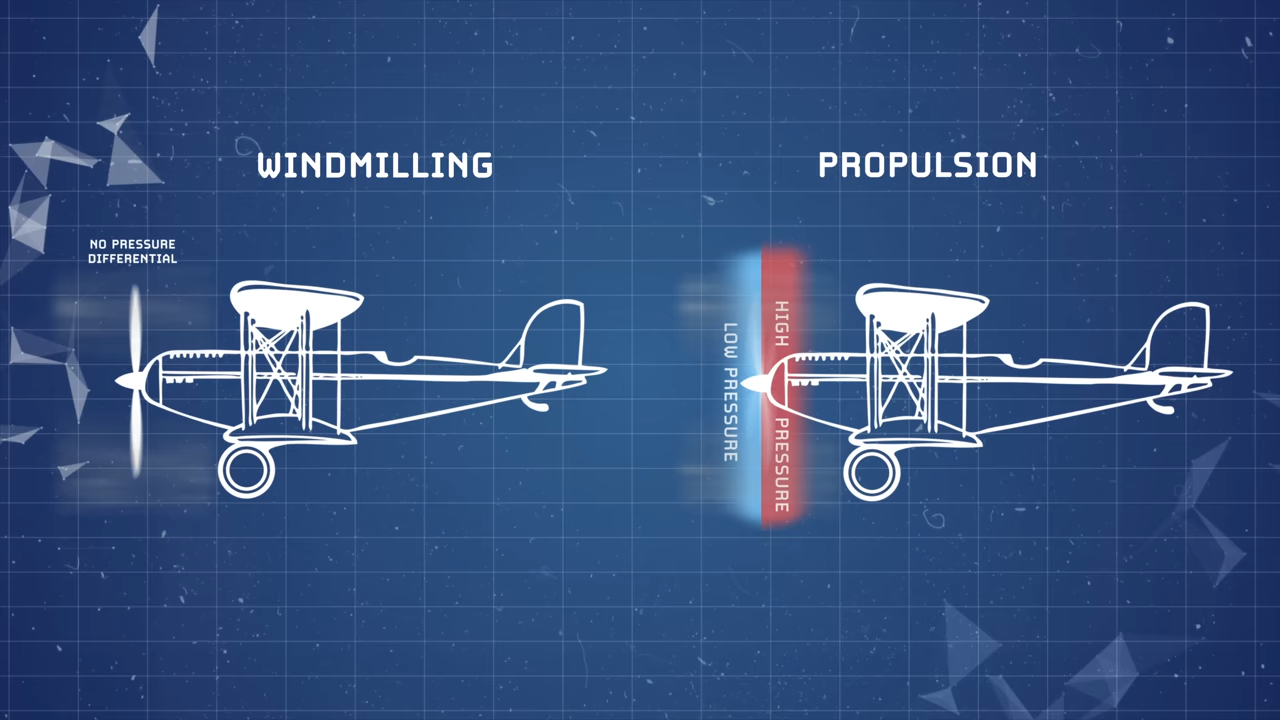 WINDMILLING
PROPULSION
NO PRESSURE
DIFFERENTIAL
LOW PRESSURE
HIGH PRESSURE